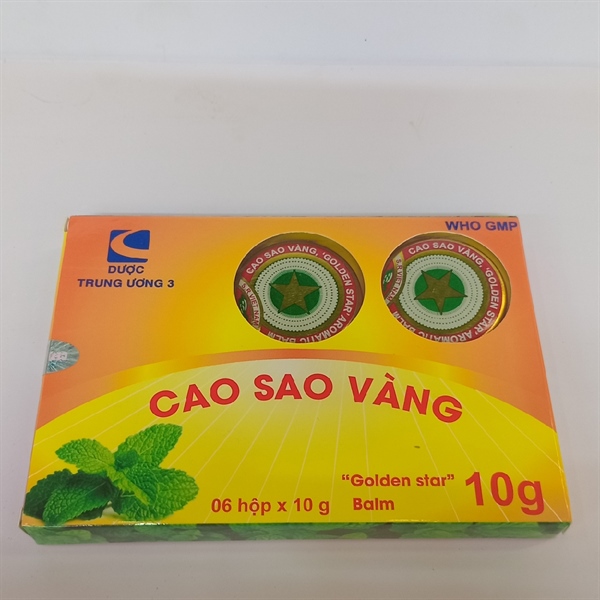 WHO GMP
DƯỢC
TRUNG ƯƠNG 3
CAO SAO VÀNG, 'GOLDEN STAR' AROMATIC BALM
CAO SAO VÀNG, 'GOLDEN STAR' AROMATIC BALM
CAO SAO VÀNG
"Golden star"
Balm
10g
06 hộp x 10 g